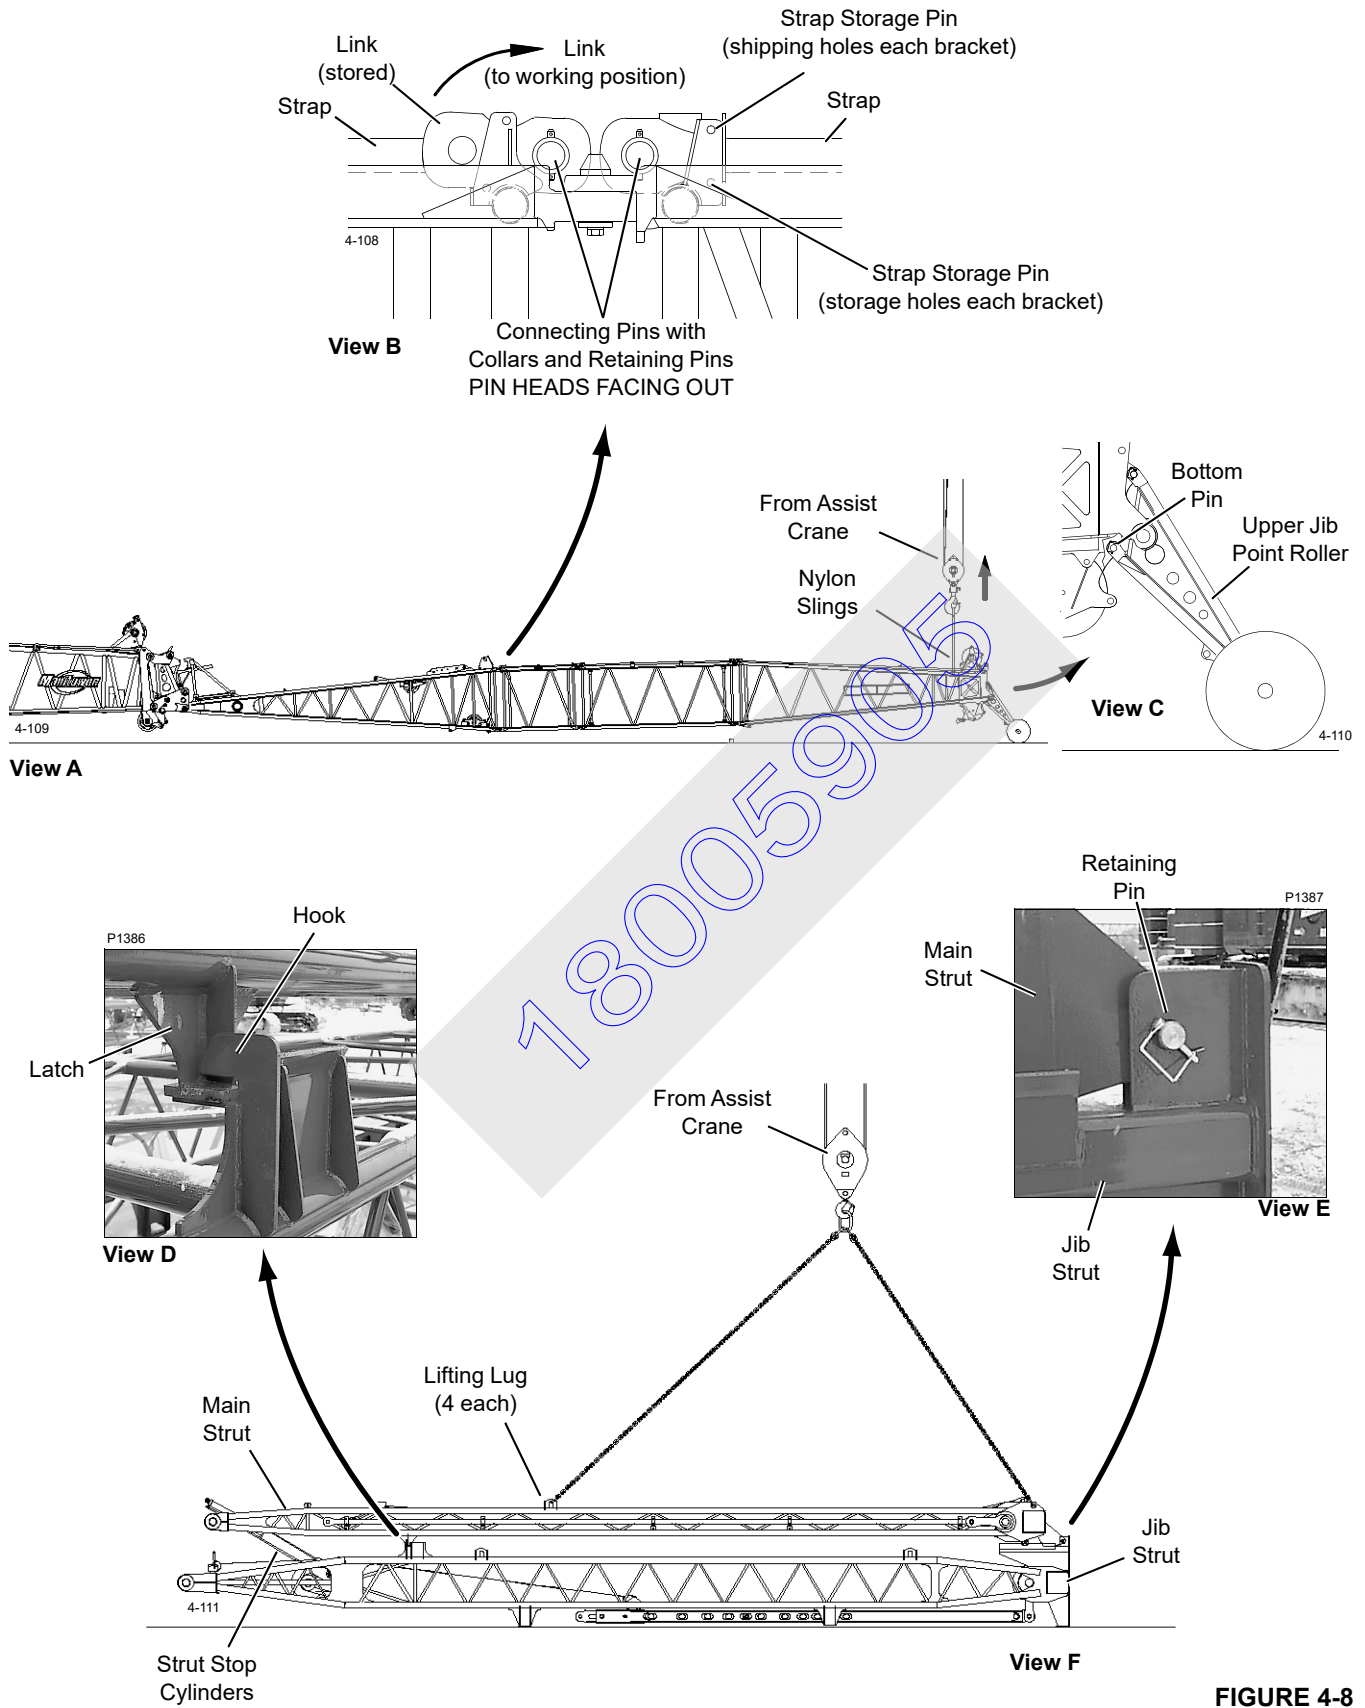 Strap Storage Pin
(shipping holes each bracket)
Link
(stored)
Link
(to working position)
Strap
Strap
4-108
Strap Storage Pin
(storage holes each bracket)
View B
Connecting Pins with
Collars and Retaining Pins
PIN HEADS FACING OUT
From Assist
Crane
Nylon
Slings
Bottom
Pin
Upper Jib
Point Roller
View C
4-110
Manitowoc
4-109
View A
18005905
Retaining
Pin
P1387
Main
Strut
Hook
P1386
Latch
View D
From Assist
Crane
View E
Jib
Strut
Lifting Lug
(4 each)
Main
Strut
Jib
Strut
4-111
Strut Stop
Cylinders
View F
FIGURE 4-8